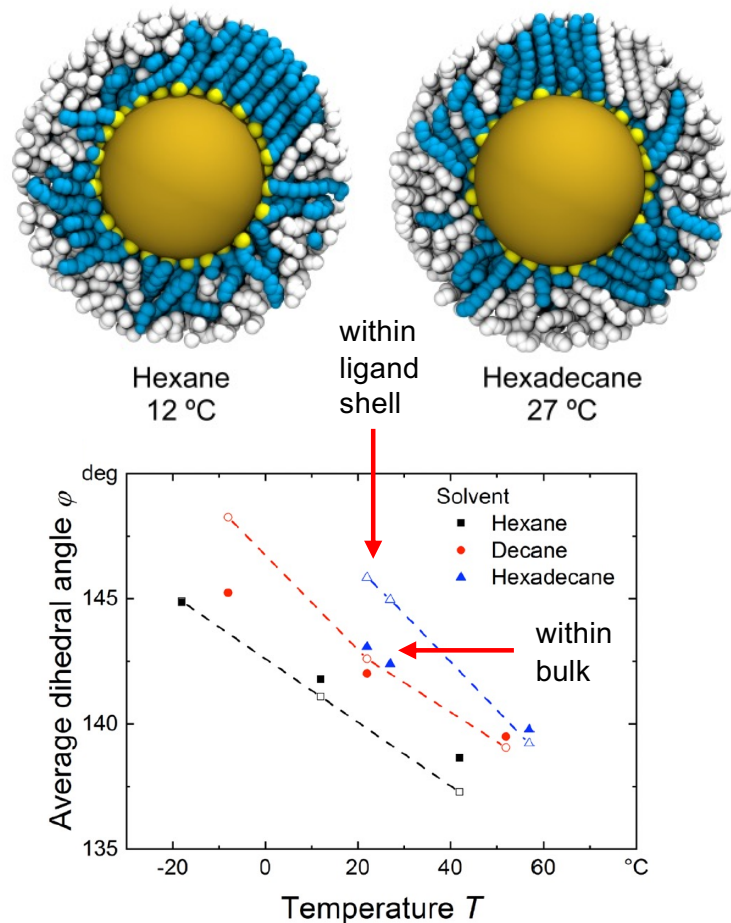 Hexane
12 ºC
within
ligand
shell
Hexadecane
27 ºC
deg
145
140
135
Average dihedral angle φ
Solvent
Hexane
Decane
Hexadecane
within
bulk
-20
0
20
40
60
°C
Temperature T